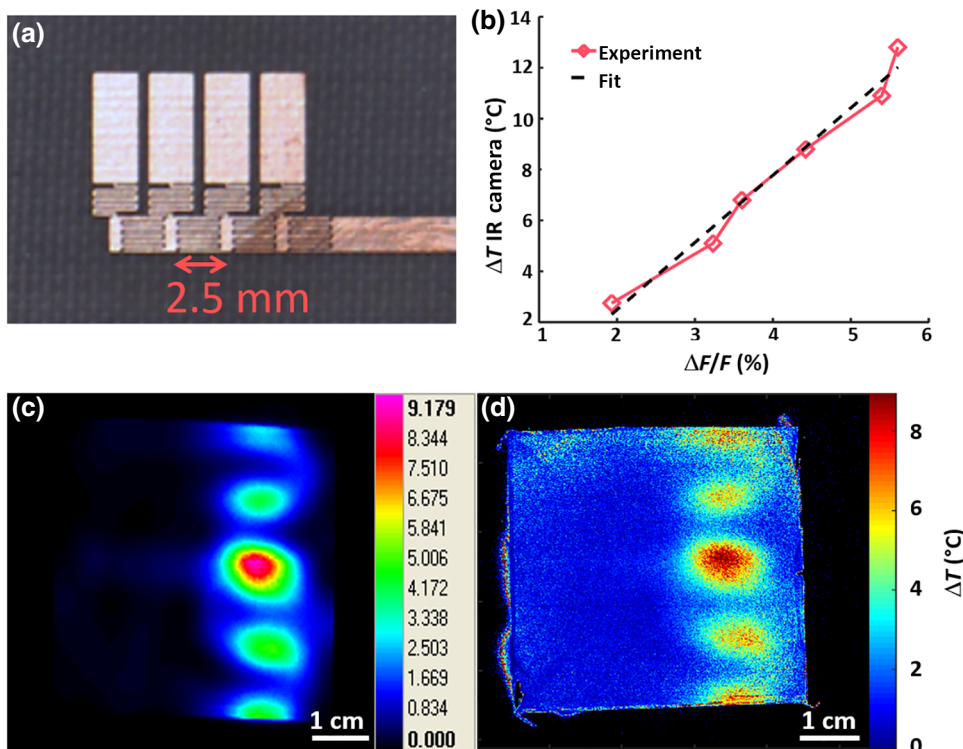 (a)
2.5 mm
(b)
14
12
10
8
6
4
2
1
2
3
4
5
6
ΔT IR camera (°C)
ΔF/F (%)
Experiment
Fit
(c)
9.179
8.344
7.510
6.675
5.841
5.006
4.172
3.338
2.503
1.669
0.834
0.000
1 cm
(d)
8
6
4
2
0
ΔT (°C)
1 cm